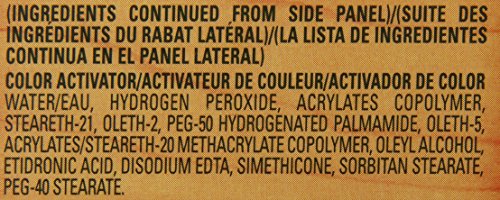 (INGREDIENTS CONTINUED FROM SIDE PANEL)/(SUITE DES
INGRÉDIENTS DU RABAT LATÉRAL)/(LA LISTA DE INGREDIENTES
CONTINUA EN EL PANEL LATERAL)
COLOR ACTIVATOR/ACTIVATEUR DE COULEUR/ACTIVADOR DE COLOR
WATER/EAU, HYDROGEN PEROXIDE, ACRYLATES COPOLYMER,
STEARETH-21, OLETH-2, PEG-50 HYDROGENATED PALMAMIDE, OLETH-5,
ACRYLATES/STEARETH-20 METHACRYLATE COPOLYMER, OLEYL ALCOHOL,
ETIDRONIC ACID, DISODIUM EDTA, SIMETHICONE, SORBITAN STEARATE,
PEG-40 STEARATE.